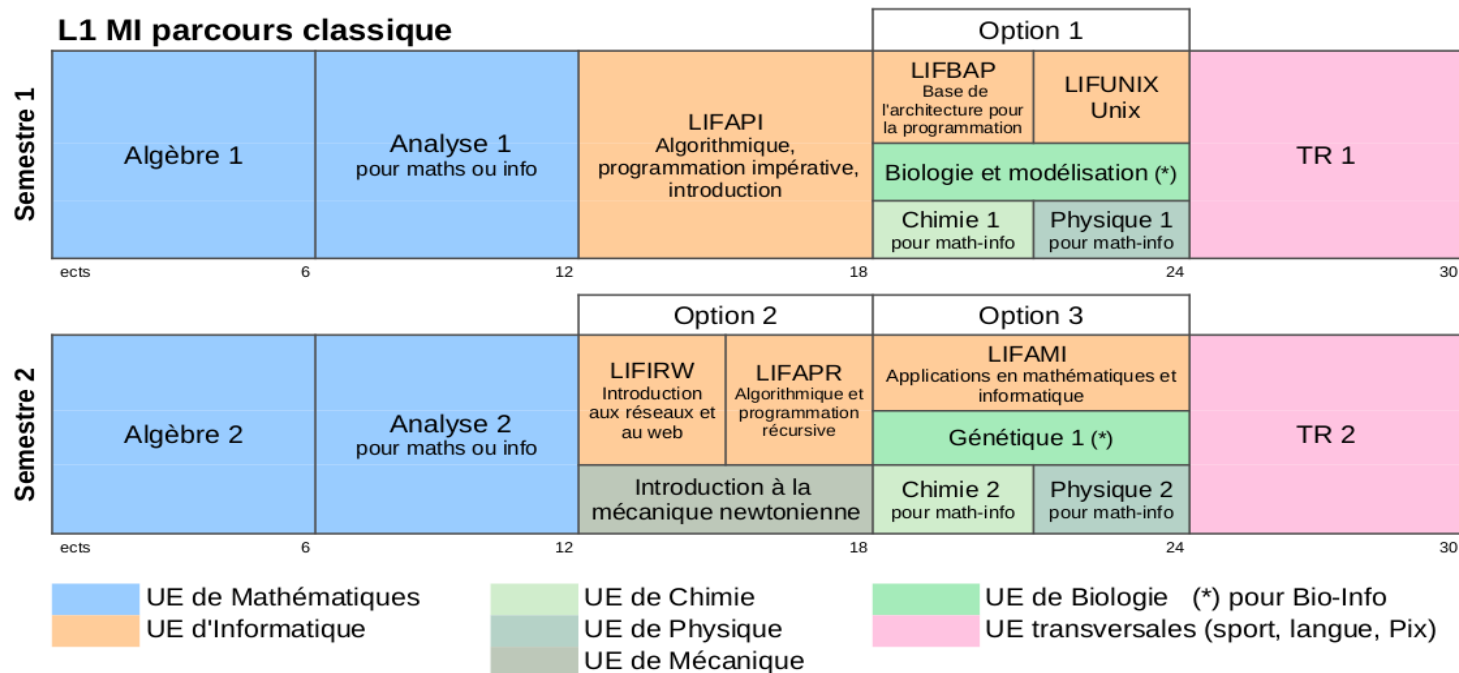 L1 MI parcours classique
Option 1
Semestre 1
Algèbre 1
Analyse 1
pour maths ou info
LIFAPI
Algorithmique,
programmation impérative,
introduction
LIFBAP
Base de
l'architecture pour
la programmation
LIFUNIX
Unix
Biologie et modélisation (*)
Chimie 1
pour math-info
Physique 1
pour math-info
TR 1
ects 6 12 18 24 30
Option 2
Option 3
Semestre 2
Algèbre 2
Analyse 2
pour maths ou info
LIFIRW
Introduction
aux réseaux et
au web
LIFAPR
Algorithmique et
programmation
récursive
Introduction à la
mécanique newtonienne
LIFAMI
Applications en mathématiques et
informatique
Génétique 1 (*)
Chimie 2
pour math-info
Physique 2
pour math-info
TR 2
ects 6 12 18 24 30
UE de Mathématiques
UE d'Informatique
UE de Chimie
UE de Physique
UE de Mécanique
UE de Biologie (*) pour Bio-Info
UE transversales (sport, langue, Pix)